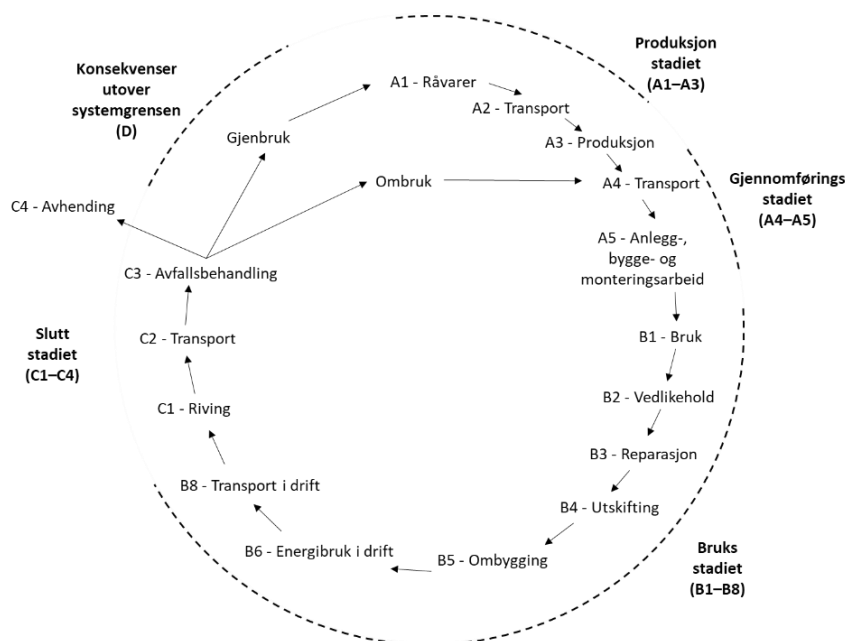 Produksjon
stadiet
(A1–A3)
Konsekvenser
utover
systemgrensen
(D)
A1 - Råvarer
A2 - Transport
A3 - Produksjon
Gjenbruk
Ombruk
A4 - Transport
Gjennomførings
stadiet
(A4–A5)
C4 - Avhending
A5 - Anlegg-,
bygge- og
monteringsarbeid
C3 - Avfallsbehandling
Slutt
stadiet
(C1–C4)
C2 - Transport
B1 - Bruk
B2 - Vedlikehold
C1 - Riving
B3 - Reparasjon
B8 - Transport i drift
B4 - Utskifting
B6 - Energibruk i drift
B5 - Ombygging
Bruks
stadiet
(B1–B8)